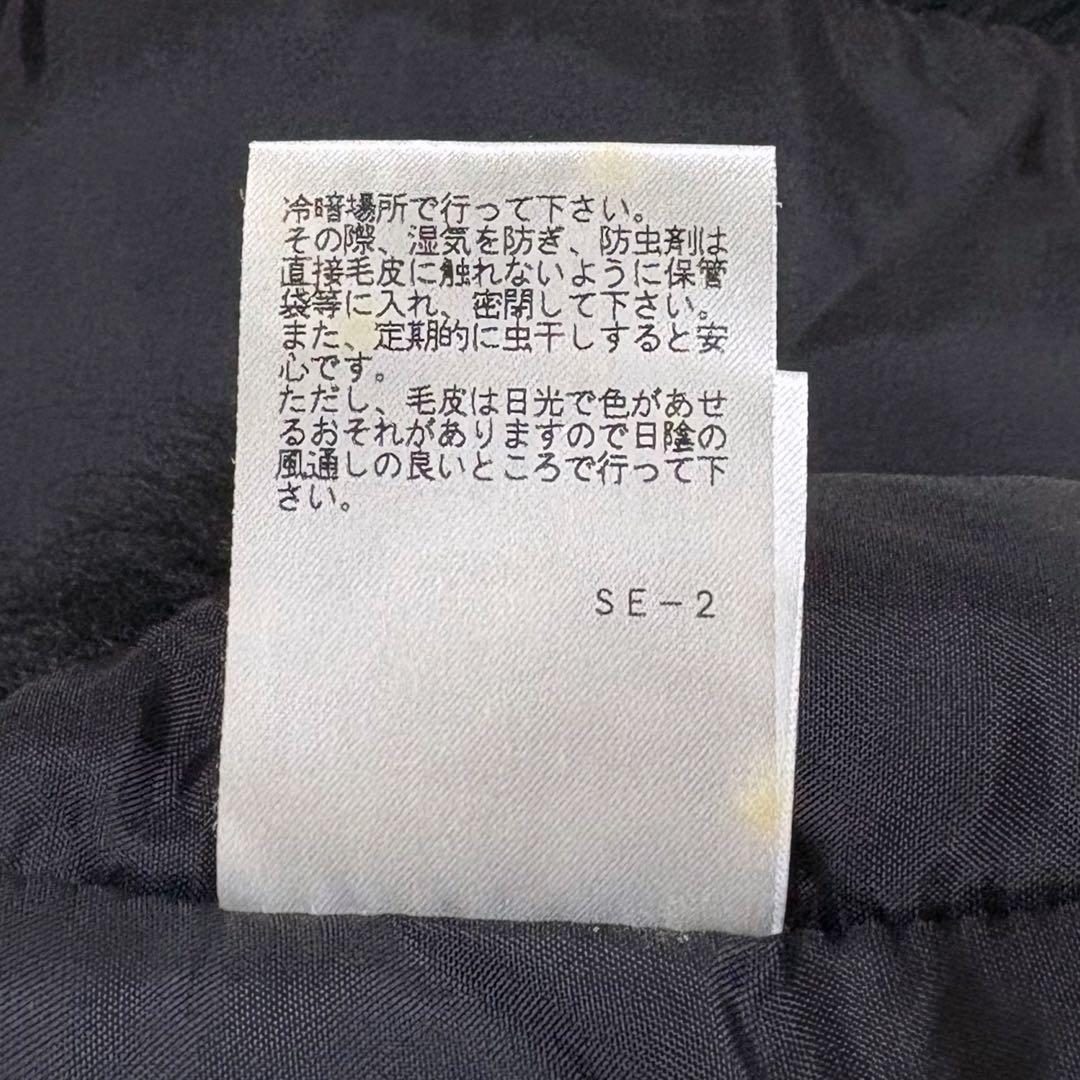 冷暗場所で行って下さい。
その際、湿気を防ぎ、防虫剤は
直接毛皮に触れないように保管
袋等に入れ、密閉して下さい。
また、定期的に虫干しすると安
心です。
ただし、毛皮は日光で色があせ
るおそれがありますので日陰の
風通しの良いところで行って下
さい。
SE-2